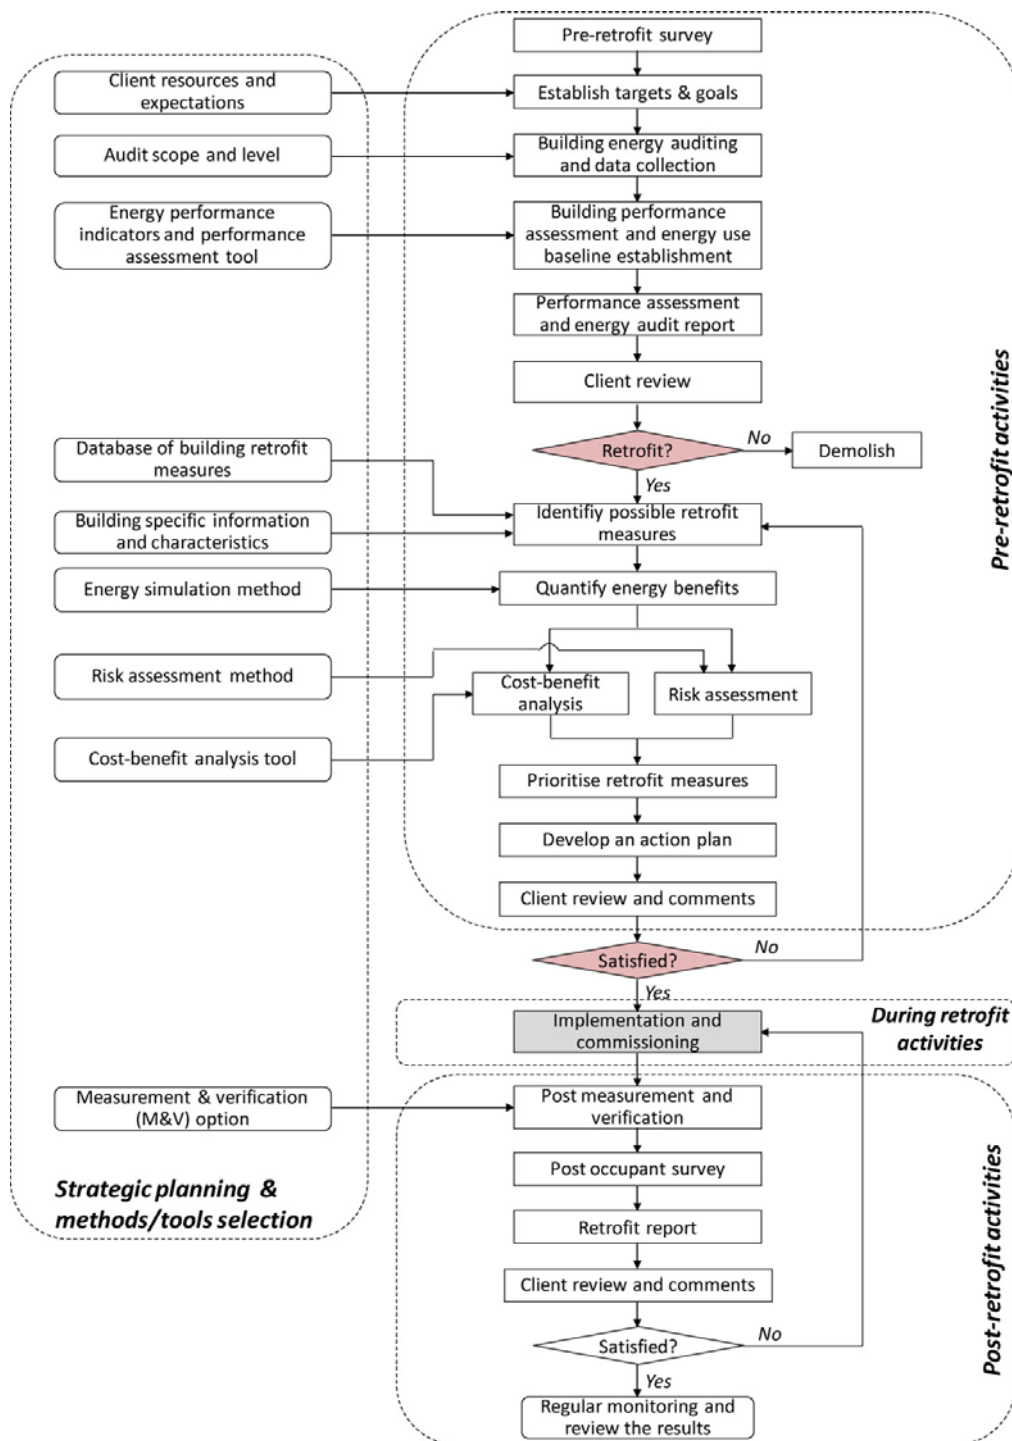 Pre-retrofit survey
Client resources and
expectations
Establish targets & goals
Audit scope and level
Building energy auditing
and data collection
Energy performance
indicators and performance
assessment tool
Building performance
assessment and energy use
baseline establishment
Performance assessment
and energy audit report
Client review
Pre-retrofit activities
Retrofit?
No
Demolish
Yes
Database of building retrofit
measures
Building specific information
and characteristics
Identifiy possible retrofit
measures
Energy simulation method
Quantify energy benefits
Risk assessment method
Cost-benefit
analysis
Risk assessment
Cost-benefit analysis tool
Prioritise retrofit measures
Develop an action plan
Client review and comments
Satisfied?
No
Yes
Implementation and
commissioning
During retrofit
activities
Measurement & verification
(M&V) option
Post measurement and
verification
Post occupant survey
Strategic planning &
methods/tools selection
Retrofit report
Client review and comments
Post-retrofit activities
Satisfied?
No
Yes
Regular monitoring and
review the results